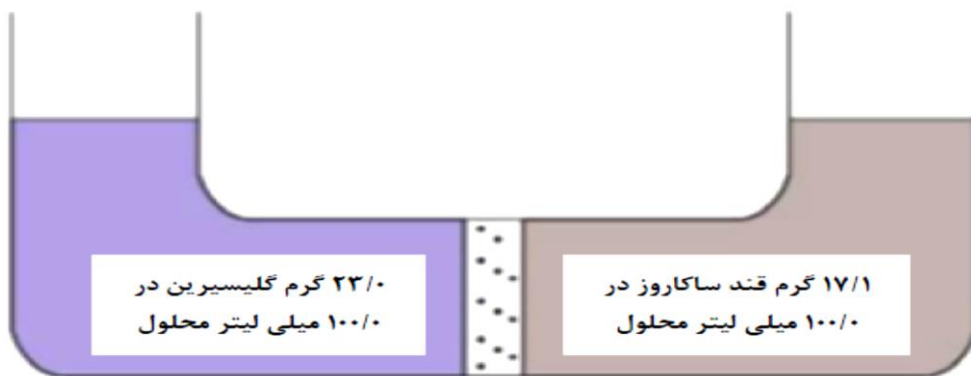 ۱۷/۱ گرم قند ساکاروز در
۱۰۰/۰ میلی لیتر محلول
۲۳/۰ گرم گلیسیرین در
۱۰۰/۰ میلی لیتر محلول